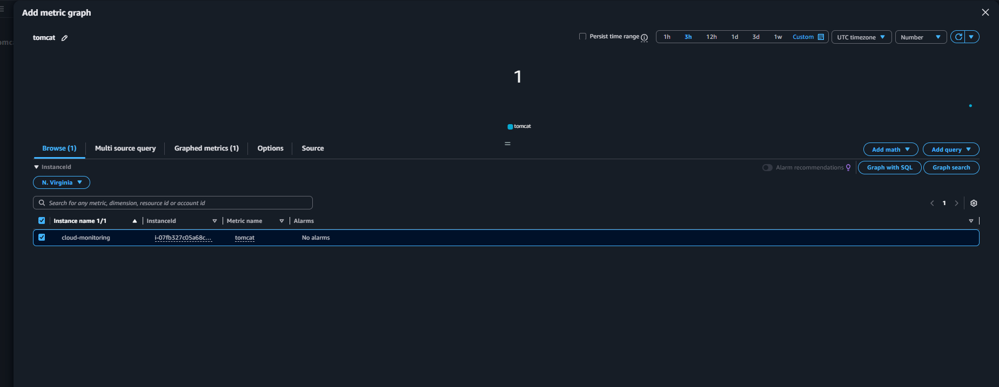 Add metric graph
tomcat
Persist time range
1h 3h 12h 1d 3d 1w Custom
UTC timezone
Number
1
tomcat
Browse (1) Multi source query Graphed metrics (1) Options Source
Add math Add query
InstanceId
Alarm recommendations Graph with SQL Graph search
N. Virginia
Search for any metric, dimension, resource id or account id
1
Instance name 1/1 InstanceId Metric name Alarms
cloud-monitoring i-07fb327c05a68c... tomcat No alarms